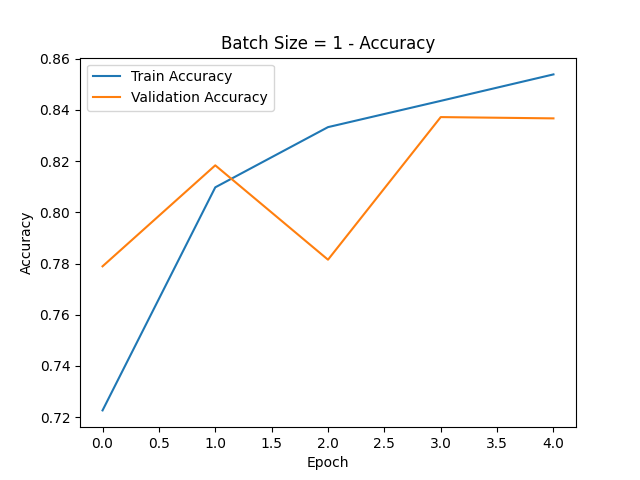 Batch Size = 1 - Accuracy
Train Accuracy
Validation Accuracy
0.86
0.84
0.82
0.80
0.78
0.76
0.74
0.72
Accuracy
0.0 0.5 1.0 1.5 2.0 2.5 3.0 3.5 4.0
Epoch